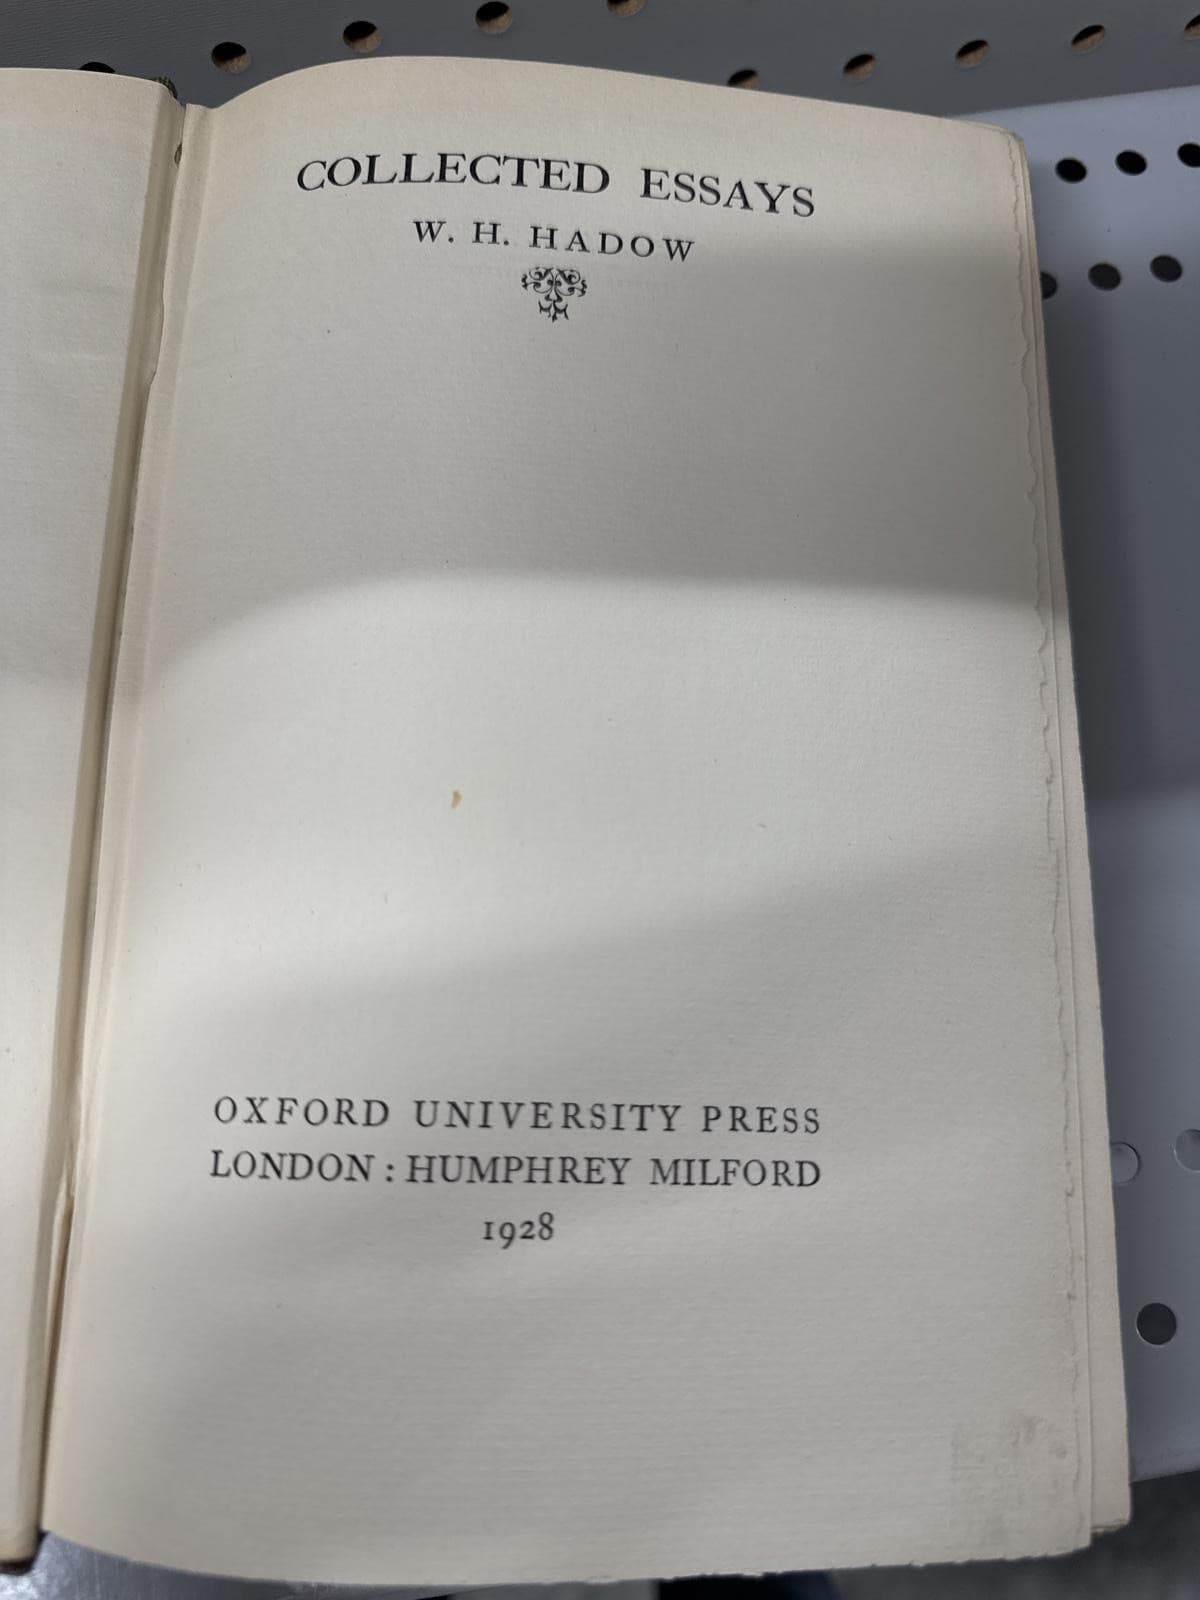 COLLECTED ESSAYS
W. H. HADOW
OXFORD UNIVERSITY PRESS
LONDON : HUMPHREY MILFORD
1928